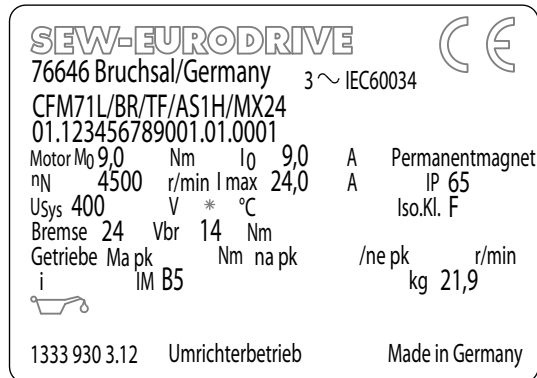 SEW-EURODRIVE CE
76646 Bruchsal/Germany 3 ~ IEC60034
CFM71L/BR/TF/AS1H/MX24
01.123456789001.01.0001
Motor M0 9,0 Nm I0 9,0 A Permanentmagnet
nN 4500 r/min I max 24,0 A IP 65
USys 400 V * °C Iso.Kl. F
Bremse 24 Vbr 14 Nm
Getriebe Ma pk Nm na pk /ne pk r/min
i IM B5 kg 21,9
1333 930 3.12 Umrichterbetrieb Made in Germany